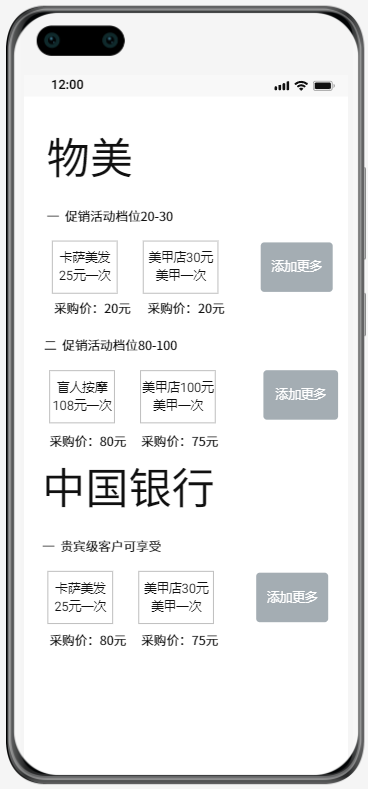 12:00
物美
一 促销活动档位20-30
卡萨美发
25元一次
美甲店30元
美甲一次
添加更多
采购价：20元
采购价：20元
二 促销活动档位80-100
盲人按摩
108元一次
美甲店100元
美甲一次
添加更多
采购价：80元
采购价：75元
中国银行
一 贵宾级客户可享受
卡萨美发
25元一次
美甲店30元
美甲一次
添加更多
采购价：80元
采购价：75元